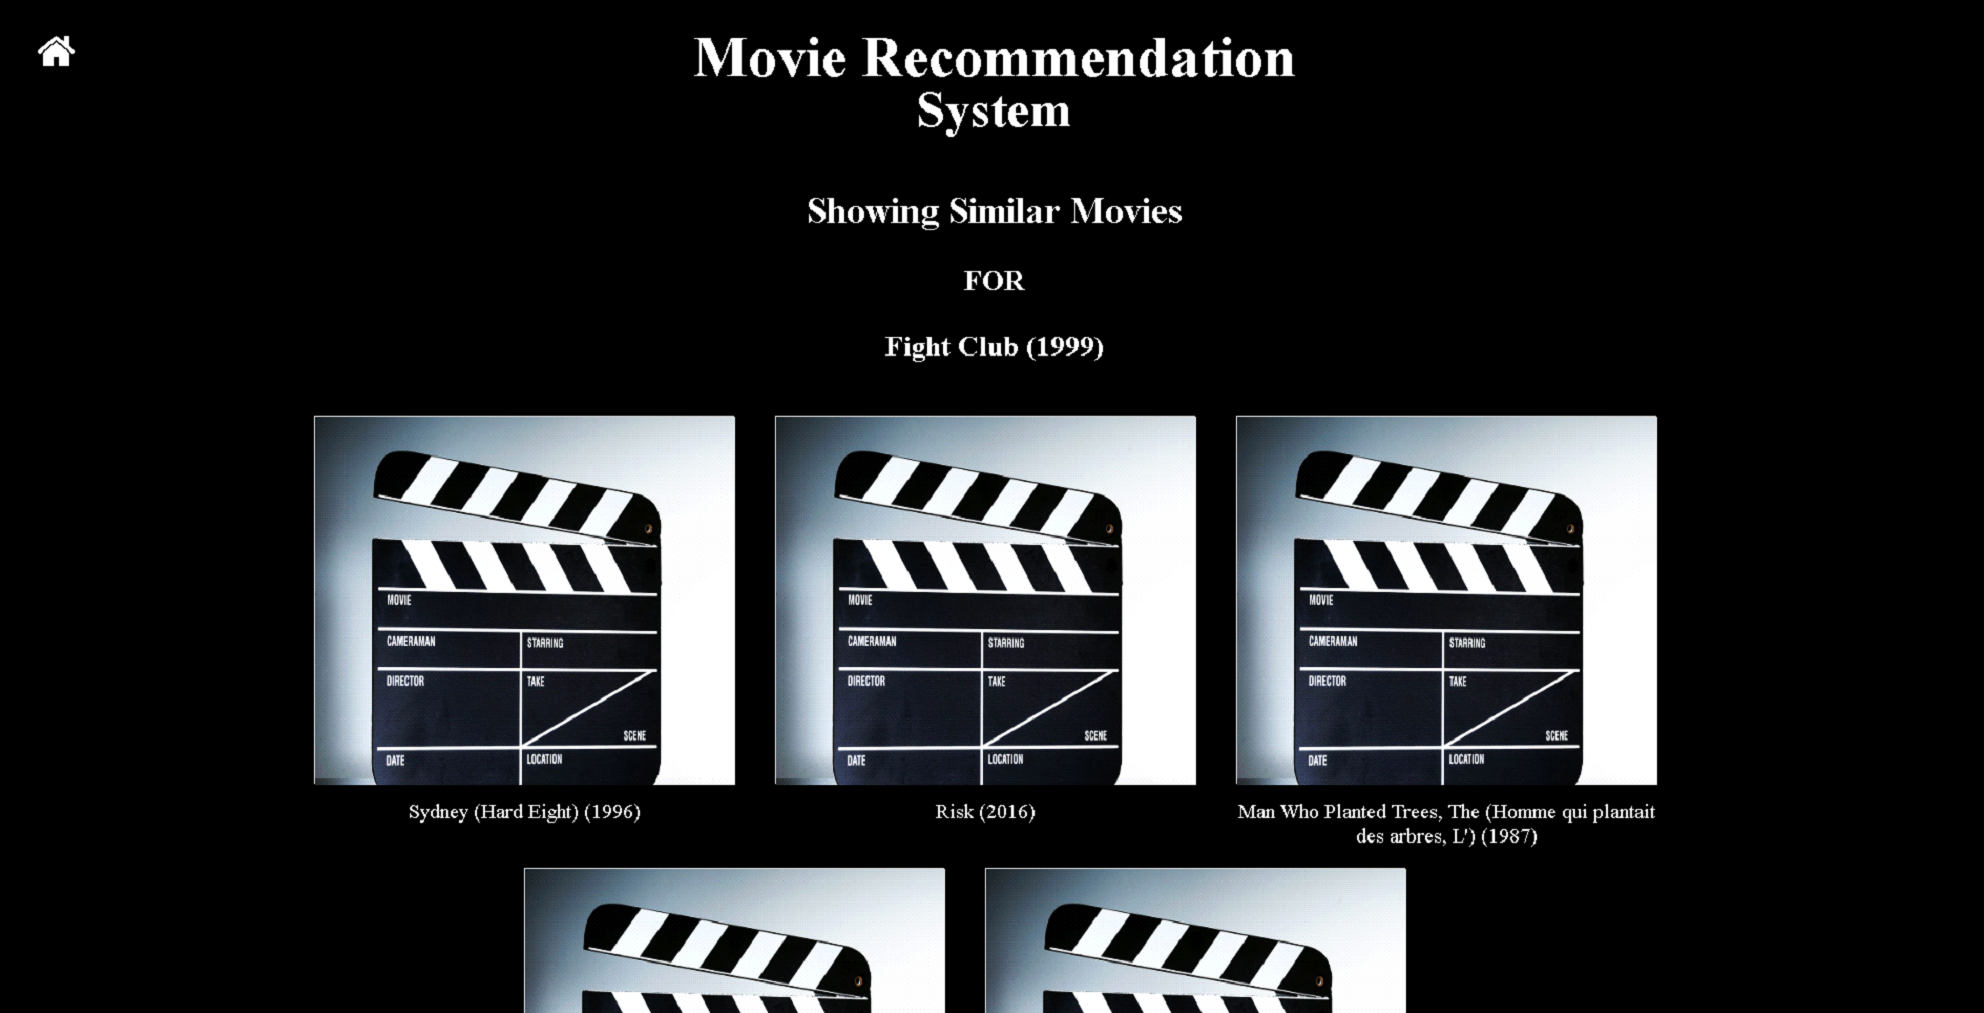 Movie Recommendation
System
Showing Similar Movies
FOR
Fight Club (1999)
MOVIE
CAMERAMAN STARRING
DIRECTOR TAKE
SCENE
DATE LOCATION
MOVIE
CAMERAMAN STARRING
DIRECTOR TAKE
SCENE
DATE LOCATION
MOVIE
CAMERAMAN STARRING
DIRECTOR TAKE
SCENE
DATE LOCATION
Sydney (Hard Eight) (1996)
Risk (2016)
Man Who Planted Trees, The (Homme qui plantait
des arbres, L') (1987)